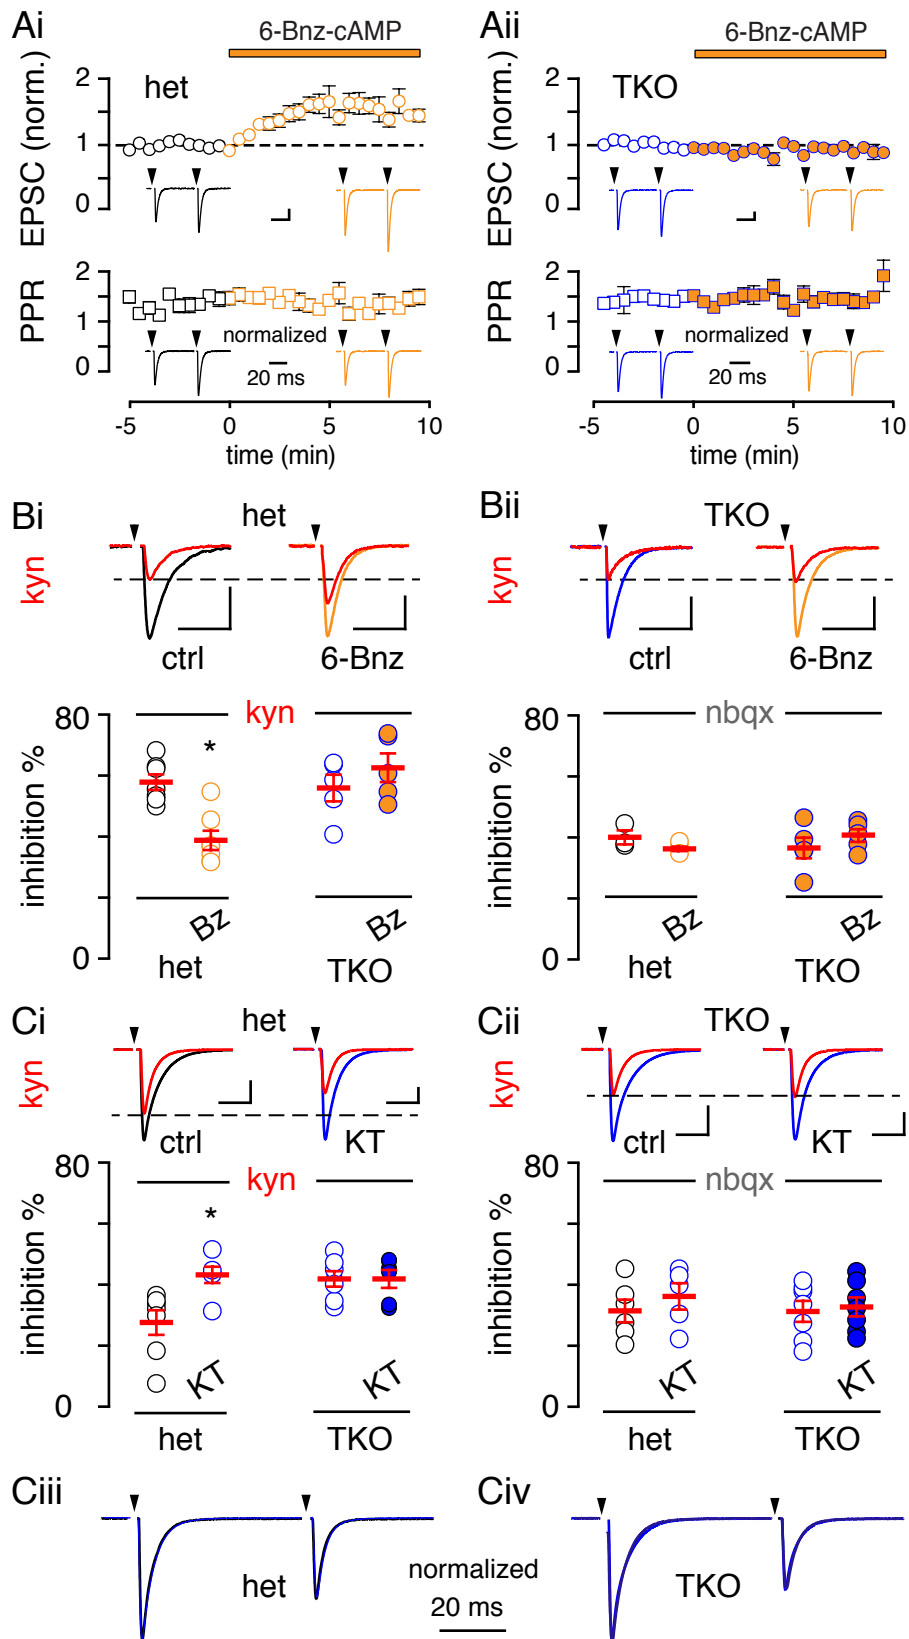 Ai
6-Bnz-cAMP
EPSC (norm.)
2
1
0
het
PPR
2
1
0
normalized
20 ms
-5 0 5 10
time (min)
Aii
6-Bnz-cAMP
EPSC (norm.)
2
1
0
TKO
PPR
2
1
0
normalized
20 ms
-5 0 5 10
time (min)
Bi
het
kyn
ctrl
6-Bnz
inhibition %
80
0
kyn
*
Bz
Bz
het
TKO
Bii
TKO
kyn
ctrl
6-Bnz
inhibition %
80
0
nbqx
Bz
Bz
het
TKO
Ci
het
kyn
ctrl
KT
inhibition %
80
0
kyn
*
KT
KT
het
TKO
Cii
TKO
kyn
ctrl
KT
inhibition %
80
0
nbqx
KT
KT
het
TKO
Ciii
het
normalized
20 ms
Civ
TKO